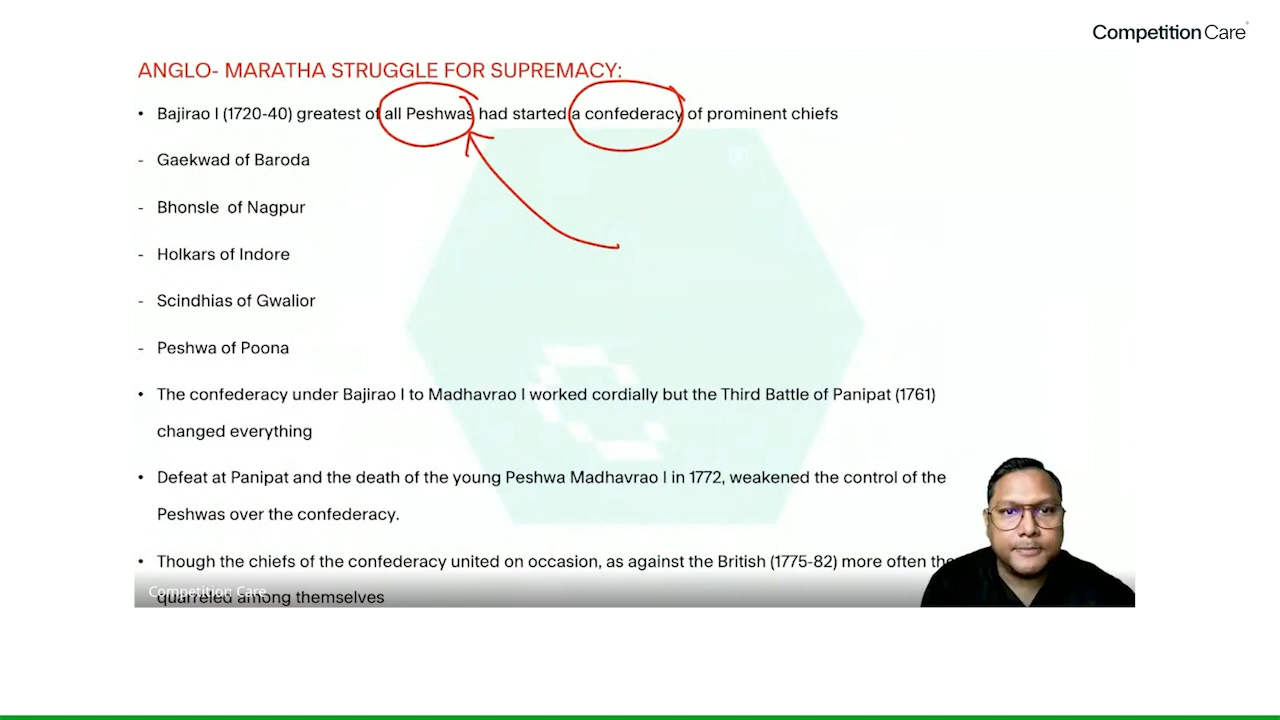 Competition Care
ANGLO- MARATHA STRUGGLE FOR SUPREMACY:
• Bajirao I (1720-40) greatest of all Peshwas had started a confederacy of prominent chiefs
- Gaekwad of Baroda
- Bhonsle of Nagpur
- Holkars of Indore
- Scindhias of Gwalior
- Peshwa of Poona
• The confederacy under Bajirao I to Madhavrao I worked cordially but the Third Battle of Panipat (1761)
changed everything
• Defeat at Panipat and the death of the young Peshwa Madhavrao I in 1772, weakened the control of the
Peshwas over the confederacy.
• Though the chiefs of the confederacy united on occasion, as against the British (1775-82) more often
Competition Care
quarreled among themselves